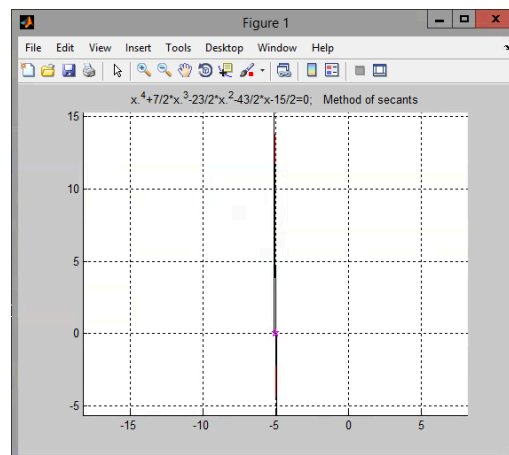 Figure 1
File Edit View Insert Tools Desktop Window Help
x.^4+7/2*x.^3-23/2*x.^2-43/2*x-15/2=0; Method of secants
15
10
5
0
-5
-15 -10 -5 0 5